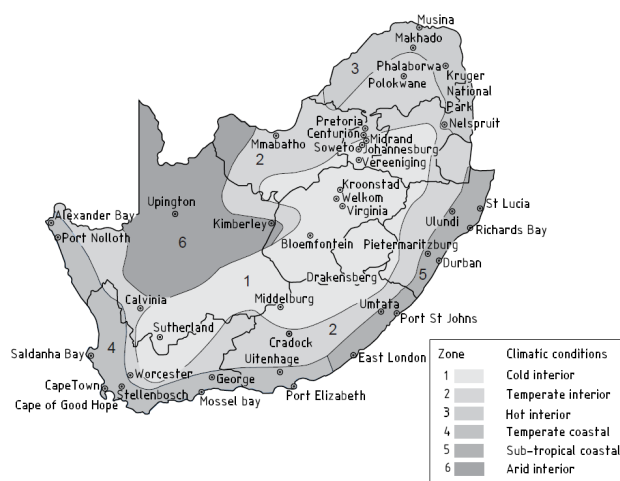 Musina
Makhado
3
Phalaborwa
Polokwane
Kruger
National
Park
Pretoria
Centurion
Midrand
Nelspruit
Mmabatho
Soweto
Johannesburg
Vereeniging
2
Kroonstad
Upington
Welkom
Virginia
St Lucia
Alexander Bay
Kimberley
Ulundi
Richards Bay
Port Nolloth
6
Bloemfontein
Pietermaritzburg
Durban
5
Drakensberg
1
Calvinia
Middelburg
Umtata
Port St Johns
Sutherland
2
4
Cradock
Saldanha Bay
Uitenhage
East London
Worcester
CapeTown
George
Stellenbosch
Port Elizabeth
Cape of Good Hope
Mossel bay
Zone Climatic conditions
1 Cold interior
2 Temperate interior
3 Hot interior
4 Temperate coastal
5 Sub-tropical coastal
6 Arid interior